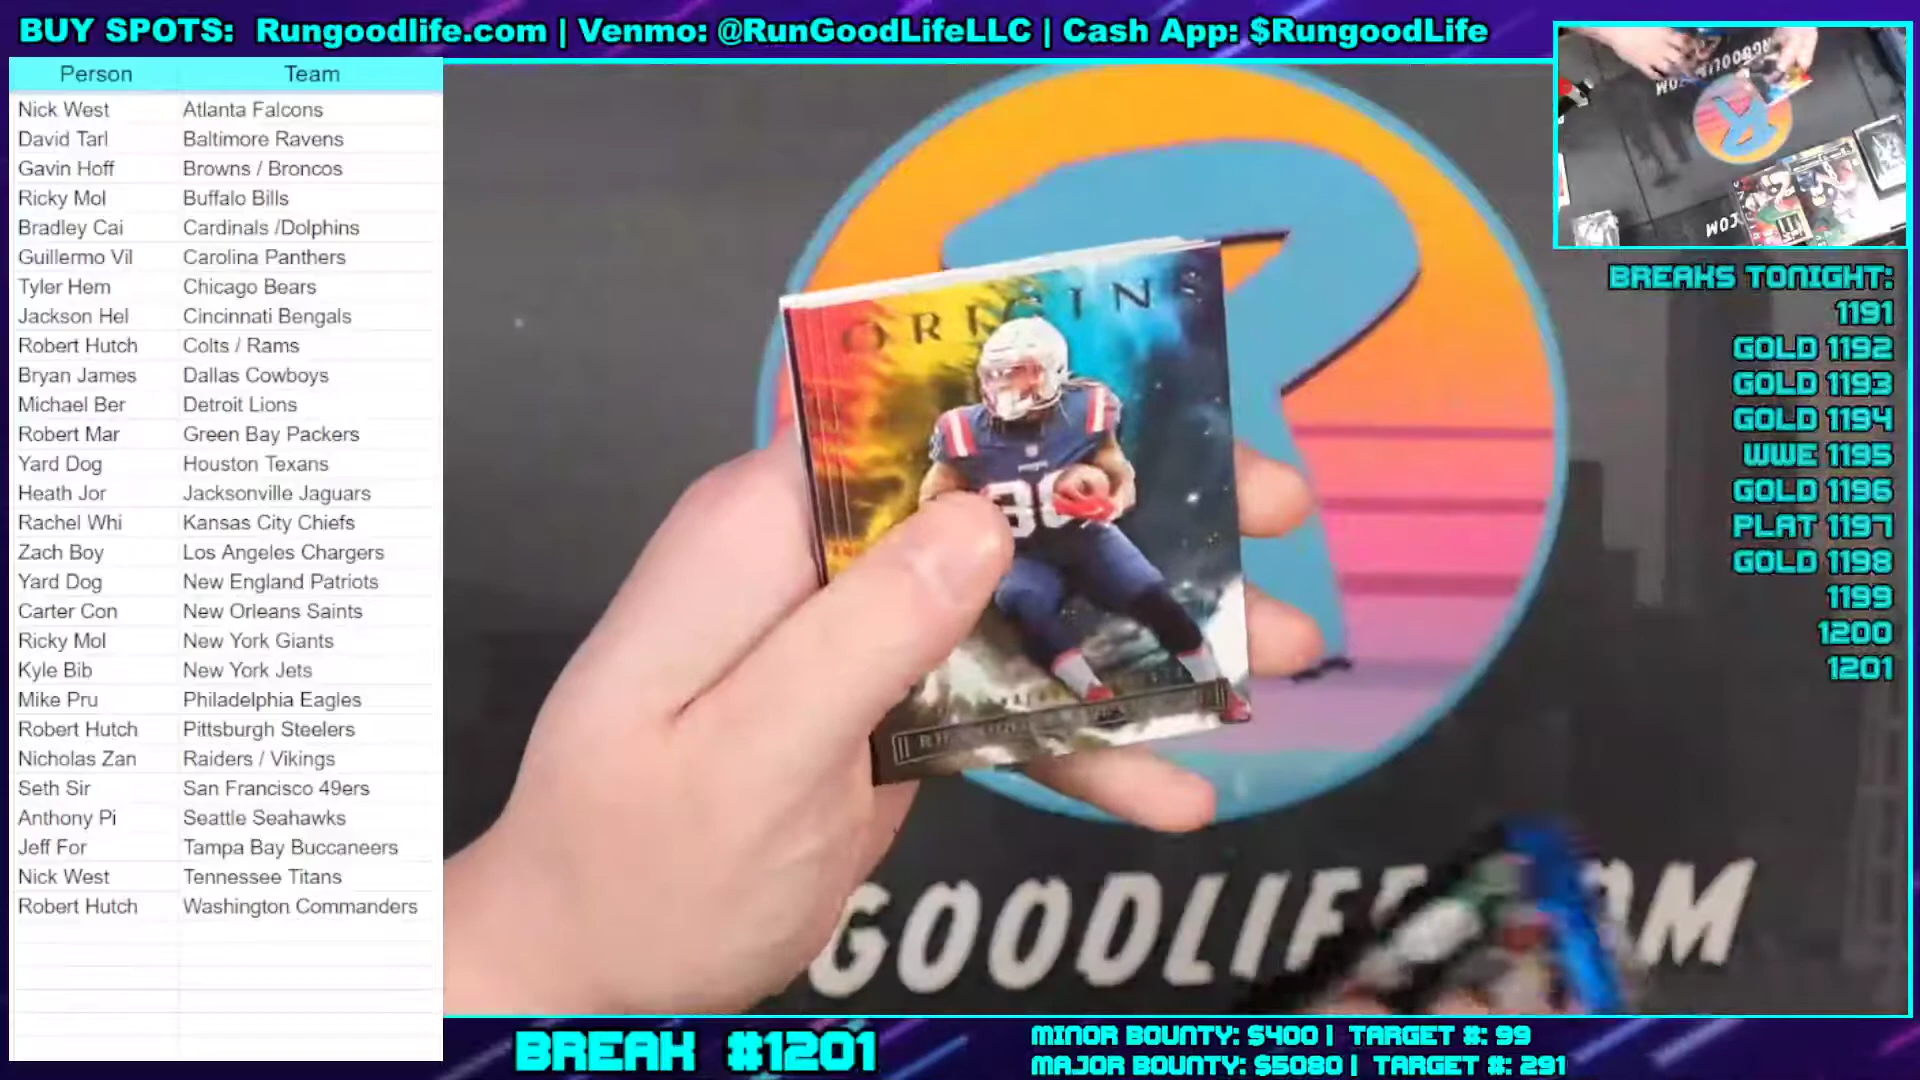 BUY SPOTS: Rungoodlife.com | Venmo: @RunGoodLifeLLC | Cash App: $RungoodLife
Person Team
Nick West Atlanta Falcons
David Tarl Baltimore Ravens
Gavin Hoff Browns / Broncos
Ricky Mol Buffalo Bills
Bradley Cai Cardinals /Dolphins
Guillermo Vil Carolina Panthers
Tyler Hem Chicago Bears
Jackson Hel Cincinnati Bengals
Robert Hutch Colts / Rams
Bryan James Dallas Cowboys
Michael Ber Detroit Lions
Robert Mar Green Bay Packers
Yard Dog Houston Texans
Heath Jor Jacksonville Jaguars
Rachel Whi Kansas City Chiefs
Zach Boy Los Angeles Chargers
Yard Dog New England Patriots
Carter Con New Orleans Saints
Ricky Mol New York Giants
Kyle Bib New York Jets
Mike Pru Philadelphia Eagles
Robert Hutch Pittsburgh Steelers
Nicholas Zan Raiders / Vikings
Seth Sir San Francisco 49ers
Anthony Pi Seattle Seahawks
Jeff For Tampa Bay Buccaneers
Nick West Tennessee Titans
Robert Hutch Washington Commanders
ORIGINS
BREAKS TONIGHT:
1191
GOLD 1192
GOLD 1193
GOLD 1194
WWE 1195
GOLD 1196
PLAT 1197
GOLD 1198
1199
1200
1201
BREAK #1201
MINOR BOUNTY: $400 | TARGET #: 99
MAJOR BOUNTY: $5080 | TARGET #: 291